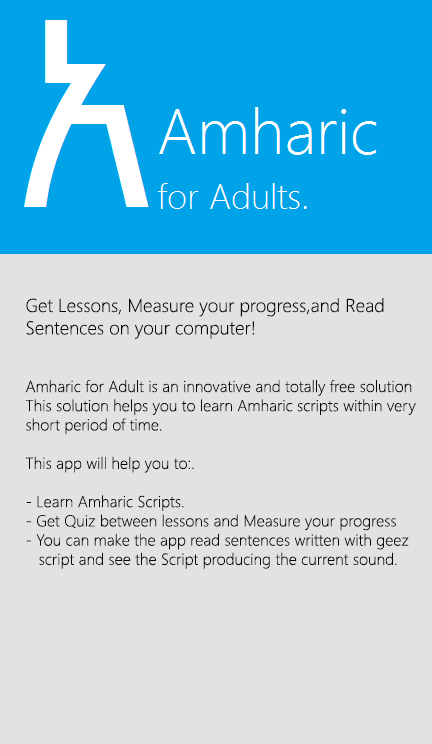 አ
Amharic
for Adults.
Get Lessons, Measure your progress,and Read
Sentences on your computer!
Amharic for Adult is an innovative and totally free solution
This solution helps you to learn Amharic scripts within very
short period of time.
This app will help you to:.
- Learn Amharic Scripts.
- Get Quiz between lessons and Measure your progress
- You can make the app read sentences written with geez
script and see the Script producing the current sound.